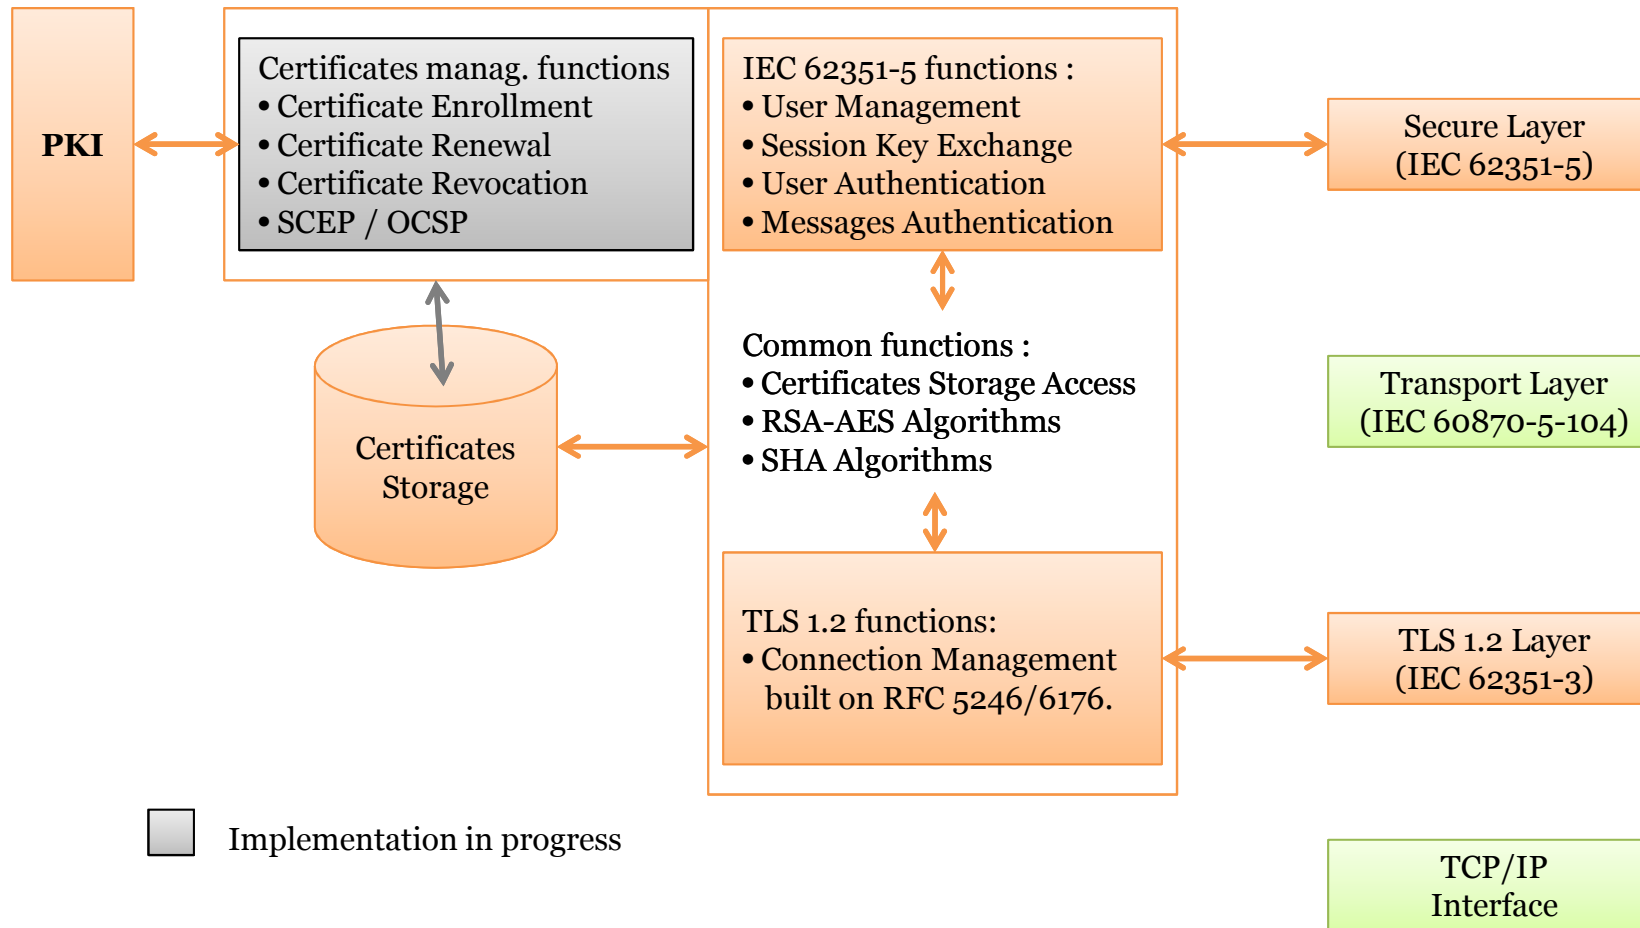 PKI
Certificates manag. functions
• Certificate Enrollment
• Certificate Renewal
• Certificate Revocation
• SCEP / OCSP
IEC 62351-5 functions :
• User Management
• Session Key Exchange
• User Authentication
• Messages Authentication
Secure Layer
(IEC 62351-5)
Certificates
Storage
Common functions :
• Certificates Storage Access
• RSA-AES Algorithms
• SHA Algorithms
Transport Layer
(IEC 60870-5-104)
TLS 1.2 functions:
• Connection Management
built on RFC 5246/6176.
TLS 1.2 Layer
(IEC 62351-3)
Implementation in progress
TCP/IP
Interface